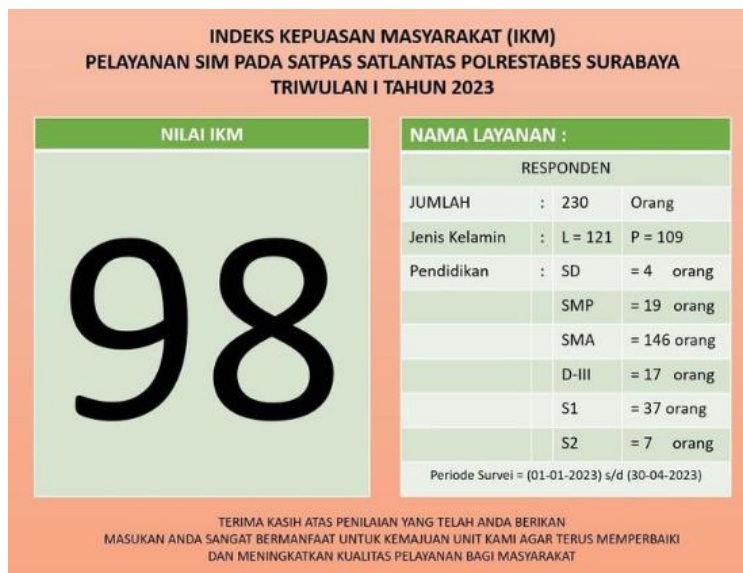 INDEKS KEPUASAN MASYARAKAT (IKM)
PELAYANAN SIM PADA SATPAS SATLANTAS POLRESTABES SURABAYA
TRIWULAN I TAHUN 2023
NILAI IKM
98
NAMA LAYANAN :
RESPONDEN
JUMLAH : 230 Orang
Jenis Kelamin : L = 121 P = 109
Pendidikan : SD = 4 orang
SMP = 19 orang
SMA = 146 orang
D-III = 17 orang
S1 = 37 orang
S2 = 7 orang
Periode Survei = (01-01-2023) s/d (30-04-2023)
TERIMA KASIH ATAS PENILAIAN YANG TELAH ANDA BERIKAN
MASUKAN ANDA SANGAT BERMANFAAT UNTUK KEMAJUAN UNIT KAMI AGAR TERUS MEMPERBAIKI
DAN MENINGKATKAN KUALITAS PELAYANAN BAGI MASYARAKAT